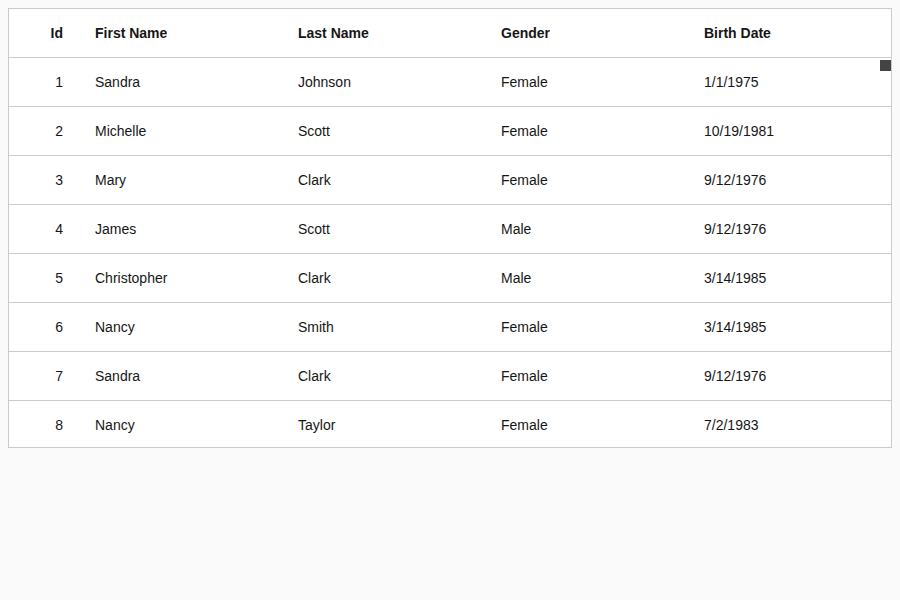 Id First Name Last Name Gender Birth Date
1 Sandra Johnson Female 1/1/1975
2 Michelle Scott Female 10/19/1981
3 Mary Clark Female 9/12/1976
4 James Scott Male 9/12/1976
5 Christopher Clark Male 3/14/1985
6 Nancy Smith Female 3/14/1985
7 Sandra Clark Female 9/12/1976
8 Nancy Taylor Female 7/2/1983